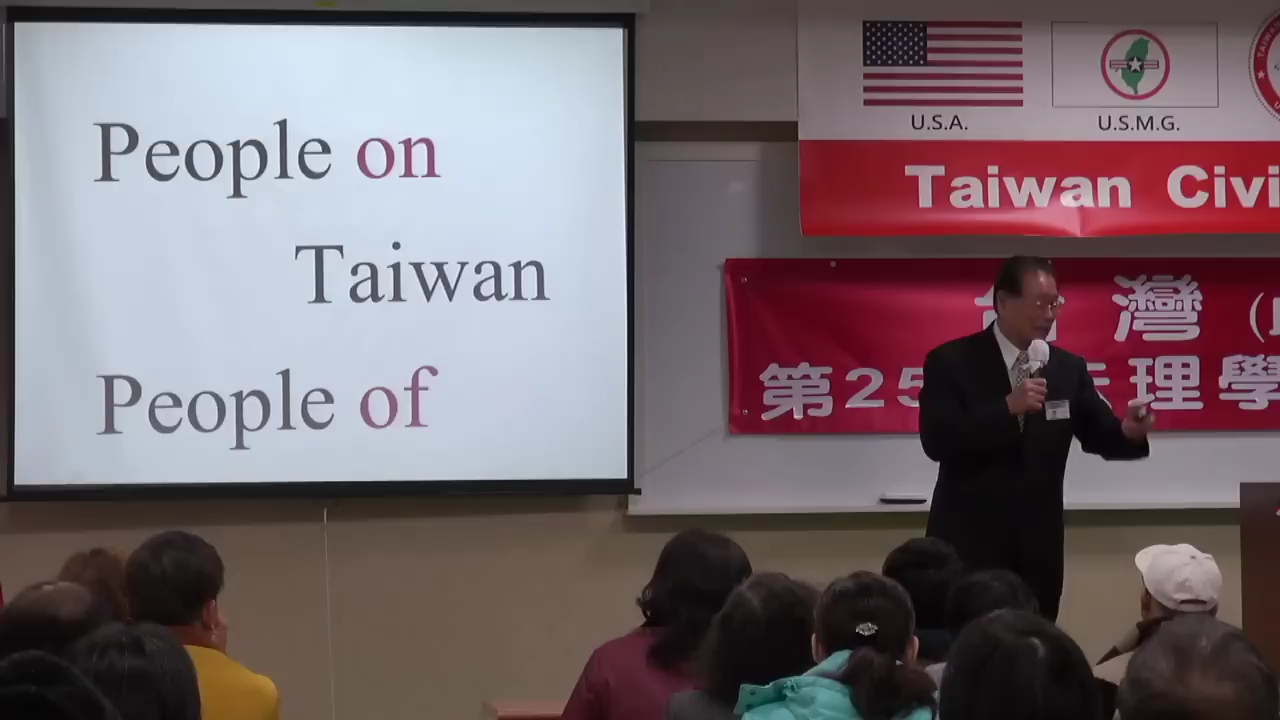 People on
Taiwan
People of
U.S.A.
U.S.M.G.
Taiwan Civi
台灣 (
第25 理學